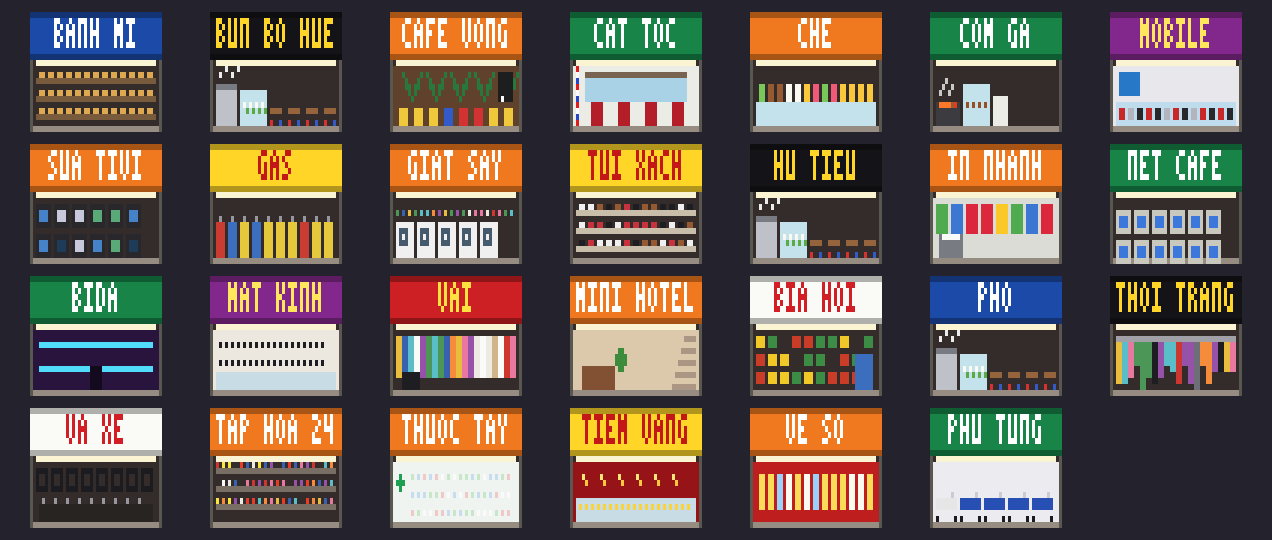 BANH MI
BUN BO HUE
CAFE VONG
CAT TOC
CHE
COM GA
MOBILE
SUA TIVI
GAS
GIAT SAY
TUI XACH
HU TIEU
IN NHANH
NET CAFE
BIDA
MAT KINH
VAI
MINI HOTEL
BIA HOI
PHO
THOI TRANG
VA XE
TAP HOA 24
THUOC TAY
TIEM VANG
VE SO
PHU TUNG